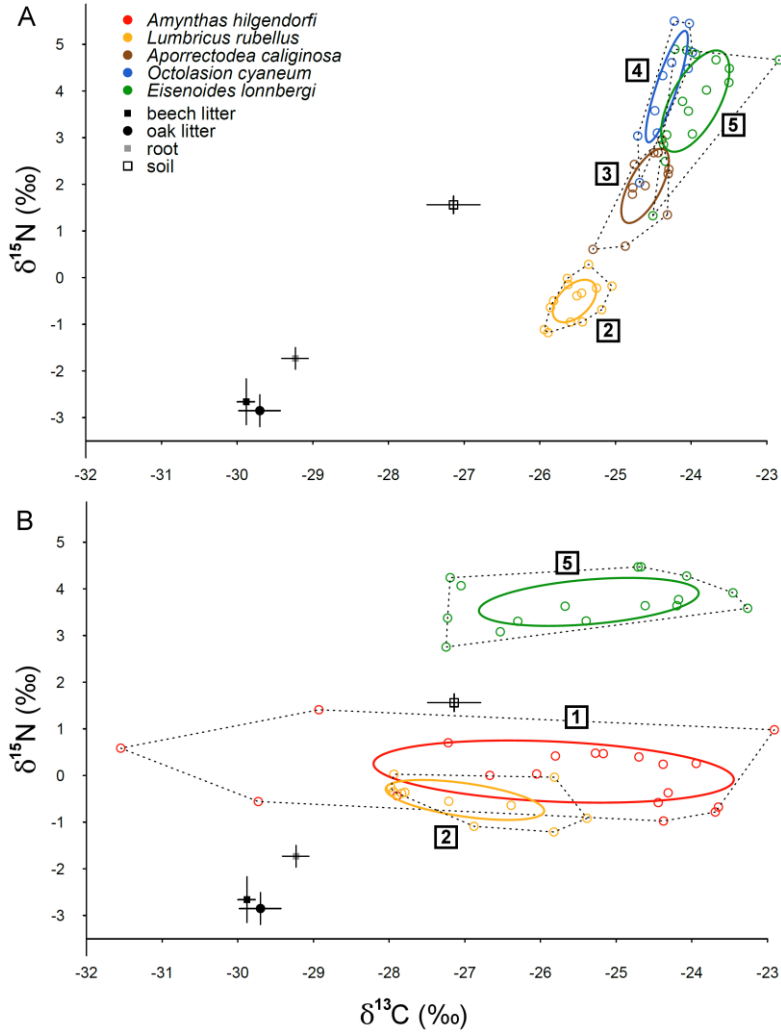 A
Amynthas hilgendorfi
Lumbricus rubellus
Aporrectodea caliginosa
Octolasion cyaneum
Eisenoides lonnbergi
beech litter
oak litter
root
soil
5
4
3
2
1
0
-1
-2
-3
δ15N (‰)
4
5
3
2
-32 -31 -30 -29 -28 -27 -26 -25 -24 -23
B
5
4
3
2
1
0
-1
-2
-3
δ15N (‰)
5
1
2
-32 -31 -30 -29 -28 -27 -26 -25 -24 -23
δ13C (‰)